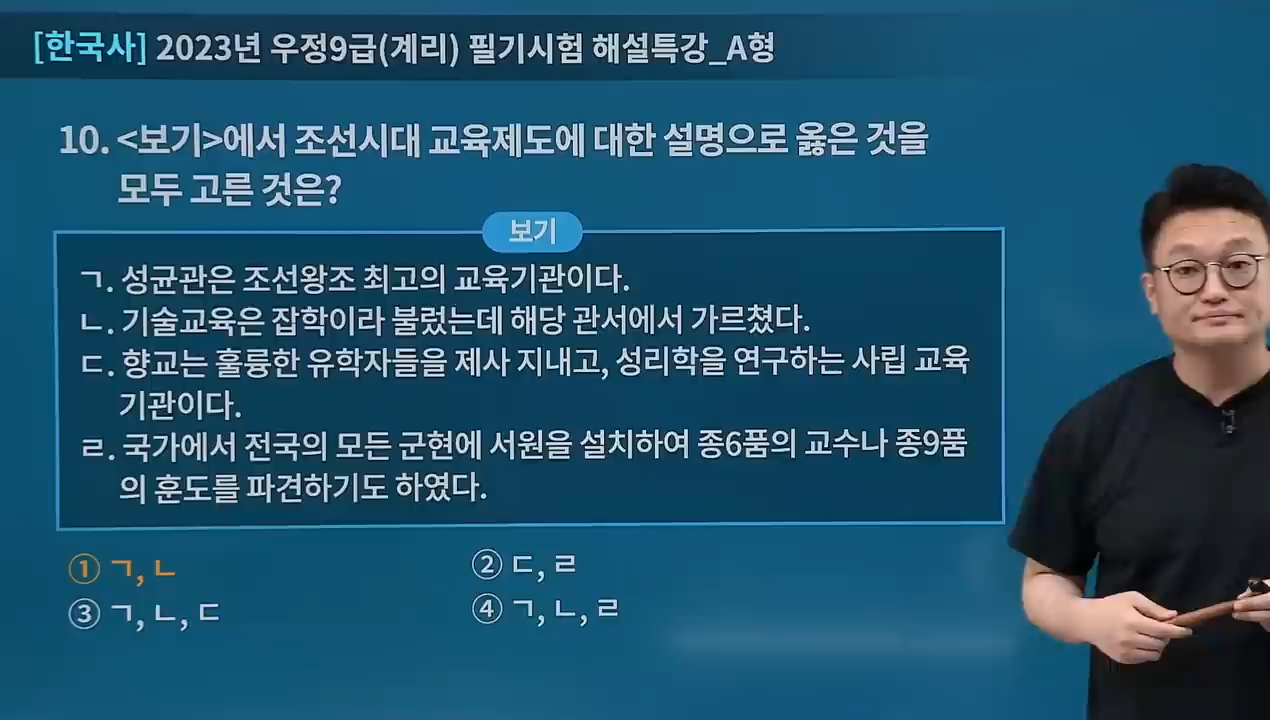 [한국사] 2023년 우정9급(계리) 필기시험 해설특강_A형
10. <보기>에서 조선시대 교육제도에 대한 설명으로 옳은 것을
모두 고른 것은?
보기
ㄱ. 성균관은 조선왕조 최고의 교육기관이다.
ㄴ. 기술교육은 잡학이라 불렀는데 해당 관서에서 가르쳤다.
ㄷ. 향교는 훌륭한 유학자들을 제사 지내고, 성리학을 연구하는 사립 교육
기관이다.
ㄹ. 국가에서 전국의 모든 군현에 서원을 설치하여 종6품의 교수나 종9품
의 훈도를 파견하기도 하였다.
① ㄱ, ㄴ
② ㄷ, ㄹ
③ ㄱ, ㄴ, ㄷ
④ ㄱ, ㄴ, ㄹ